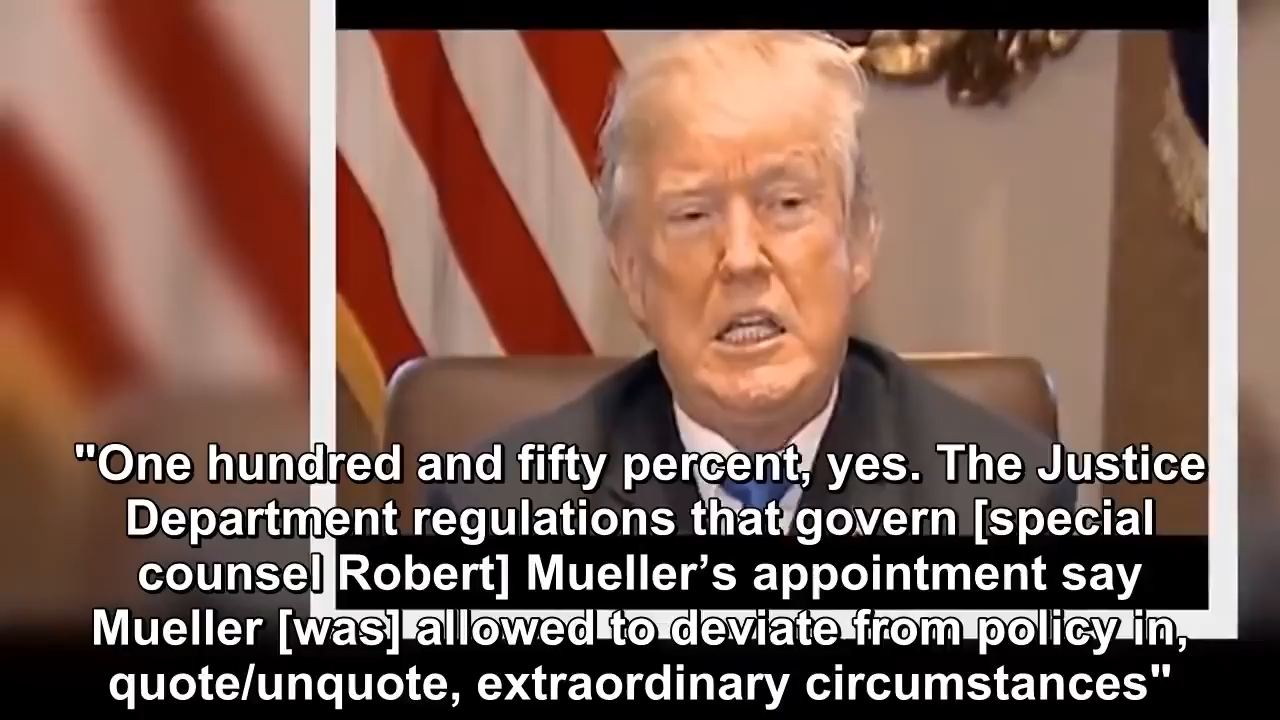 "One hundred and fifty percent, yes. The Justice
Department regulations that govern [special
counsel Robert] Mueller’s appointment say
Mueller [was] allowed to deviate from policy in,
quote/unquote, extraordinary circumstances"